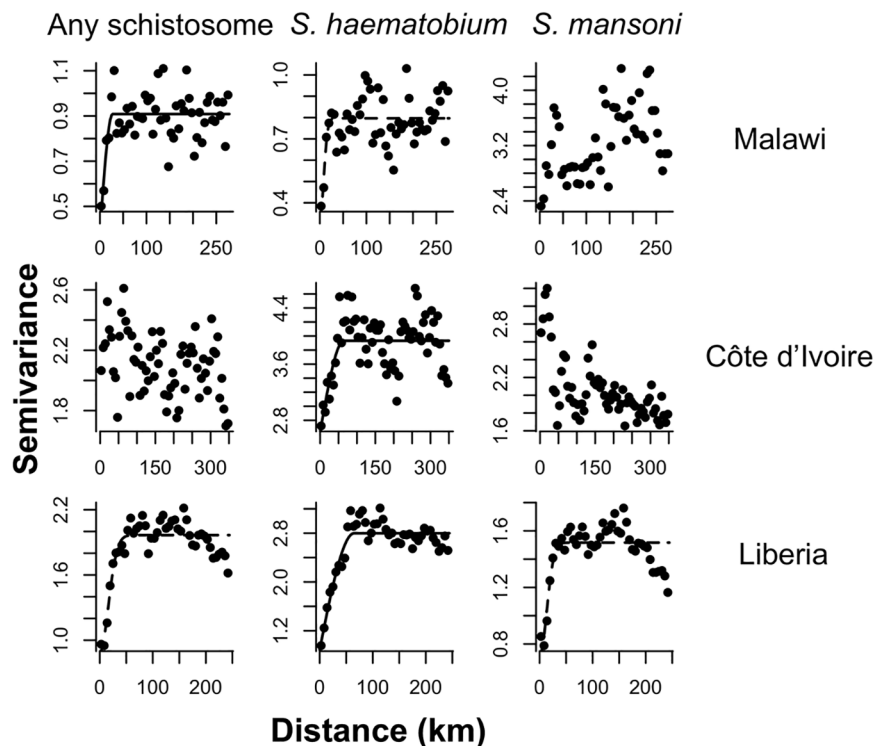 Any schistosome S. haematobium S. mansoni
0.5 0.7 0.9 1.1
0 100 250
0.4 0.7 1.0
0 100 250
2.4 3.2 4.0
0 100 250
Malawi
1.8 2.2 2.6
0 150 300
2.8 3.6 4.4
0 150 300
1.6 2.2 2.8
0 150 300
Côte d’Ivoire
1.0 1.6 2.2
0 100 200
1.2 2.0 2.8
0 100 200
0.8 1.2 1.6
0 100 200
Liberia
Semivariance
Distance (km)